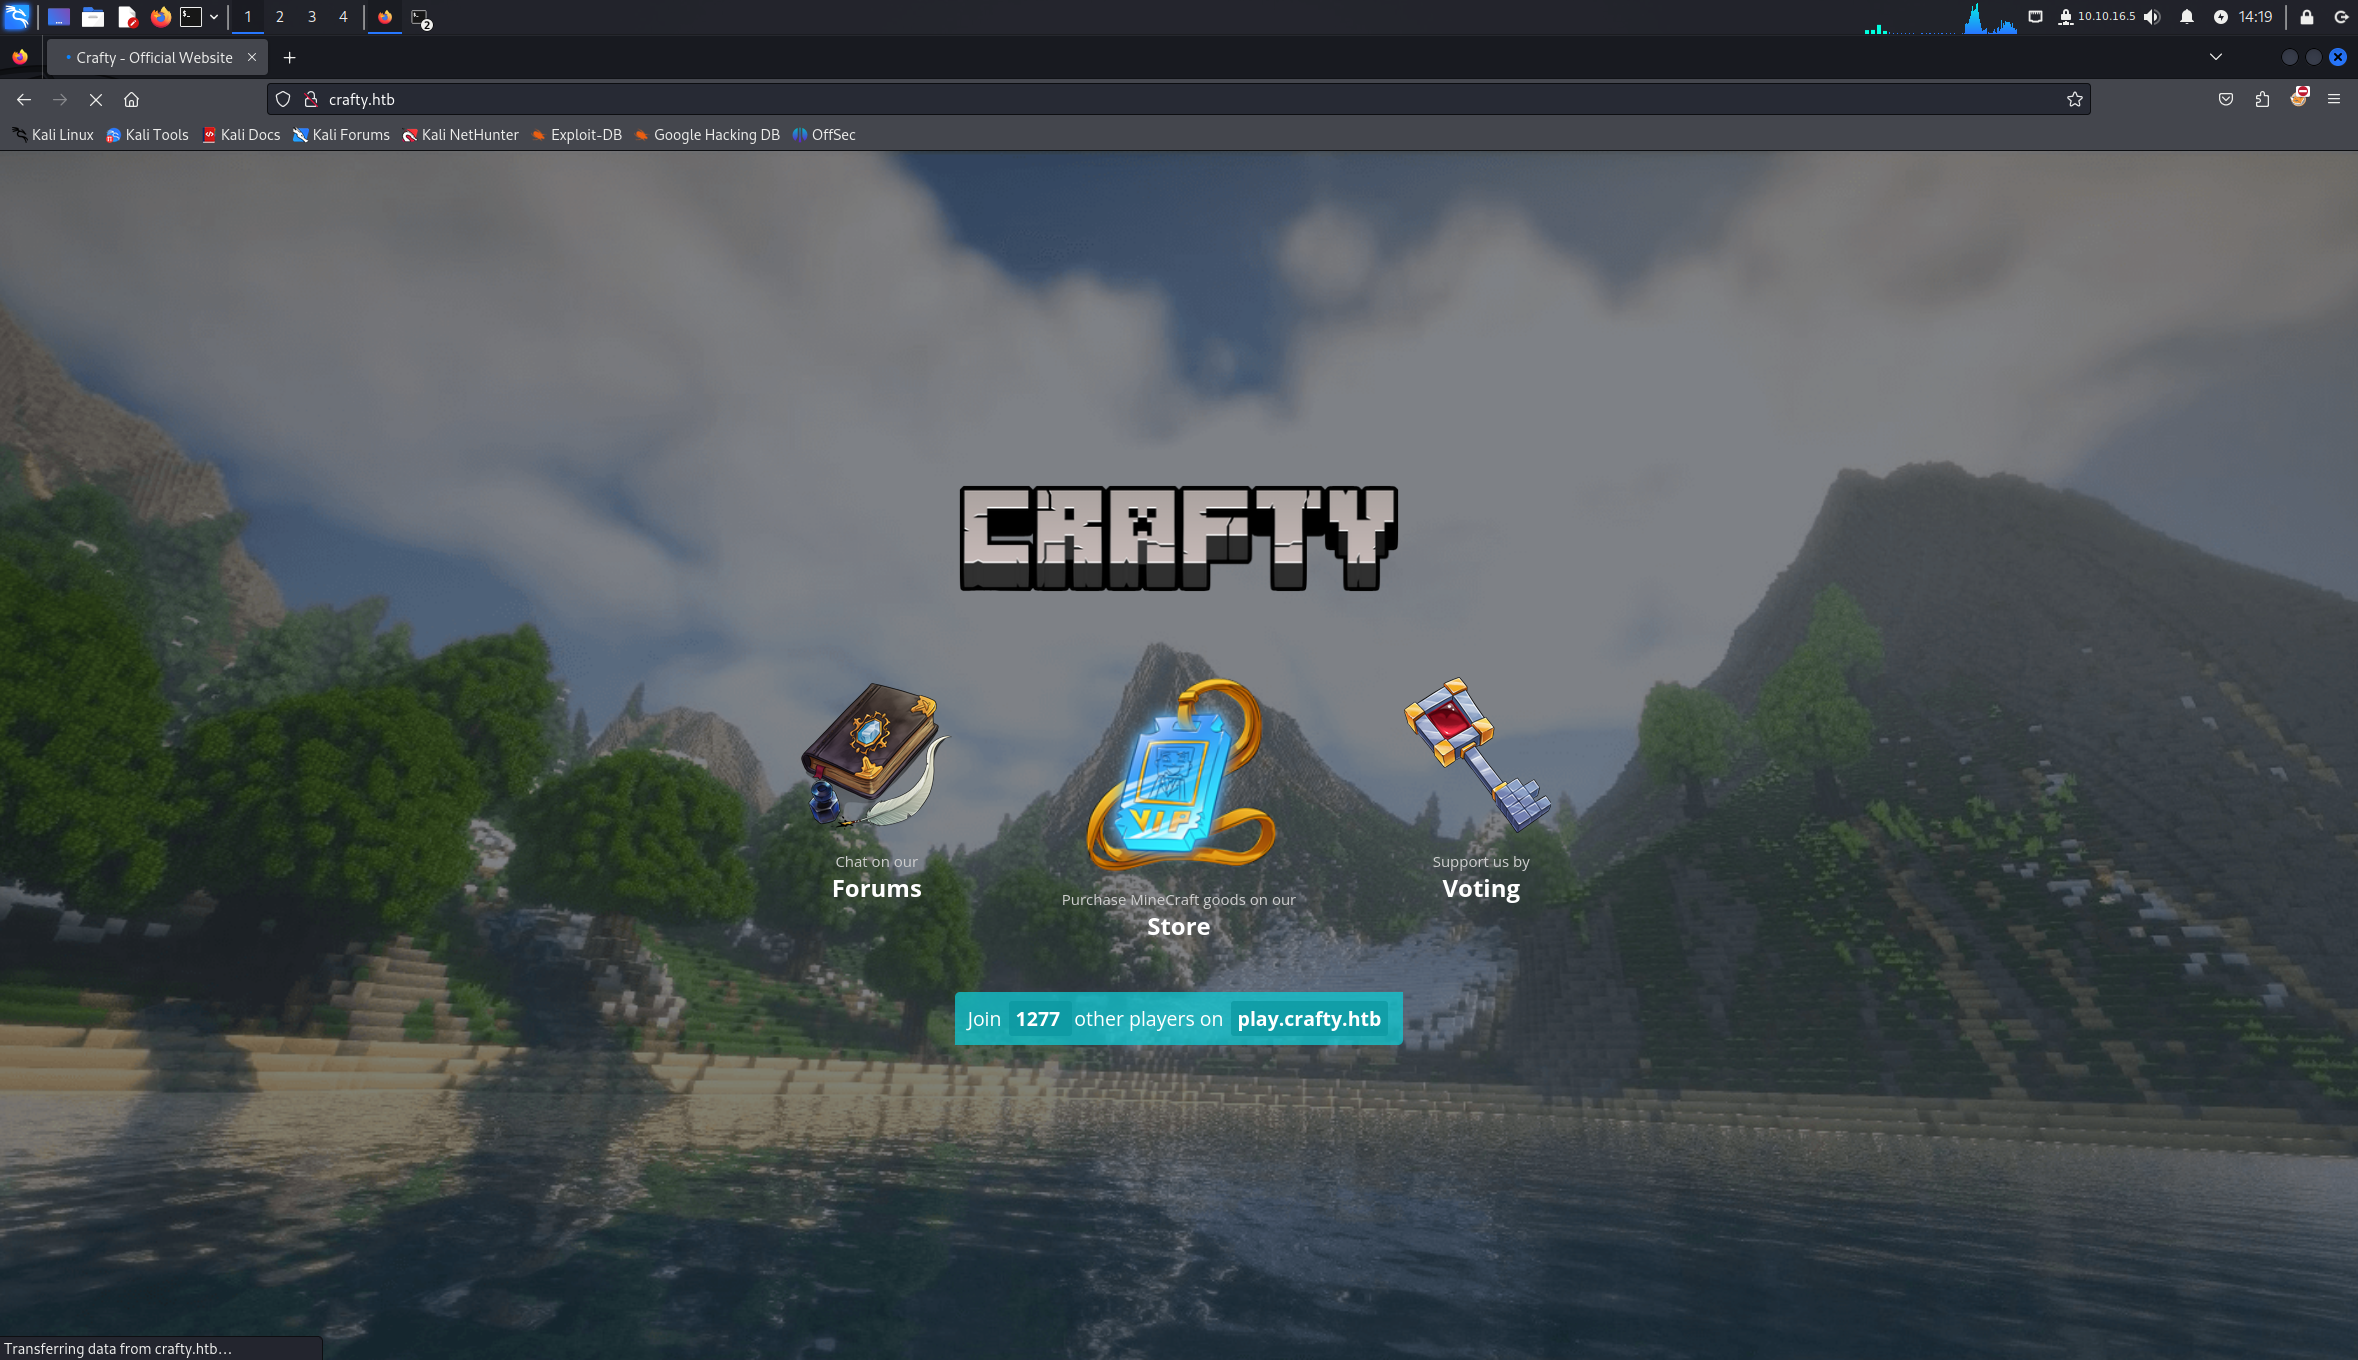 1 2 3 4 2 10.10.16.5 14:19
Crafty - Official Website
crafty.htb
Kali Linux Kali Tools Kali Docs Kali Forums Kali NetHunter Exploit-DB Google Hacking DB OffSec
CRAFTY
VIP
Chat on our
Forums
Purchase MineCraft goods on our
Store
Support us by
Voting
Join 1277 other players on play.crafty.htb
Transferring data from crafty.htb…